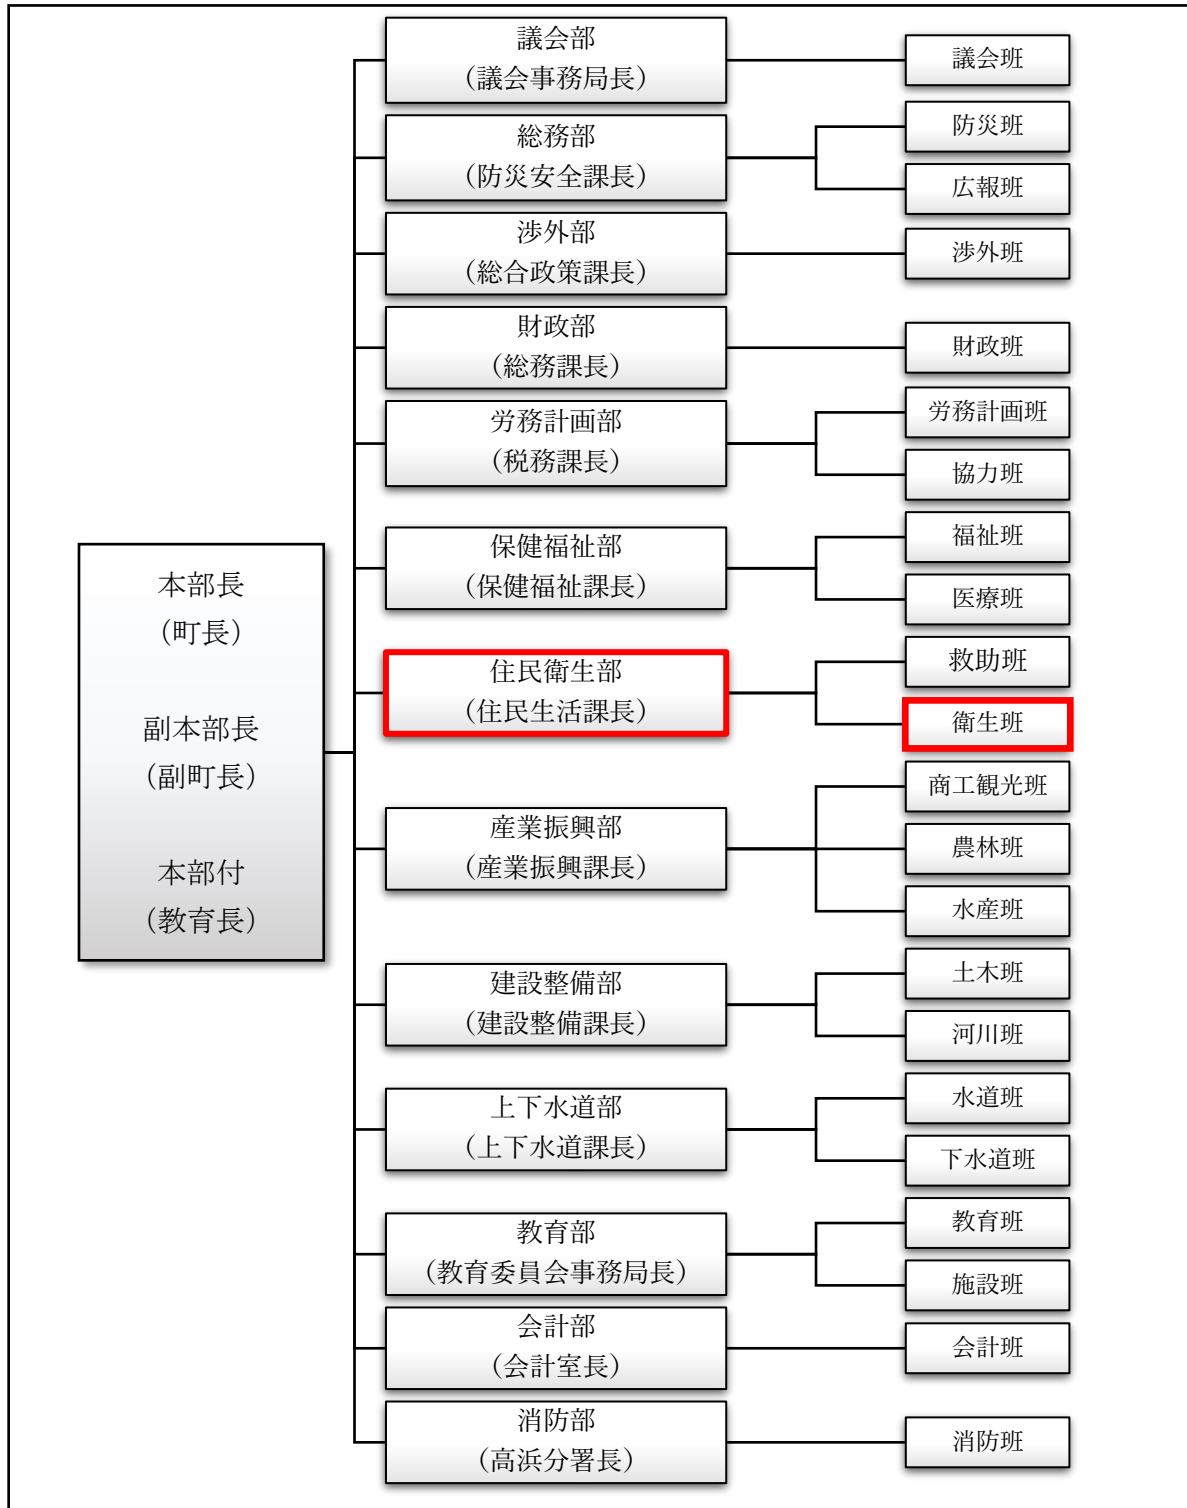 本部長
（町長）
副本部長
（副町長）
本部付
（教育長）
議会部
（議会事務局長）
議会班
総務部
（防災安全課長）
防災班
広報班
渉外部
（総合政策課長）
渉外班
財政部
（総務課長）
財政班
労務計画部
（税務課長）
労務計画班
協力班
保健福祉部
（保健福祉課長）
福祉班
医療班
住民衛生部
（住民生活課長）
救助班
衛生班
産業振興部
（産業振興課長）
商工観光班
農林班
水産班
建設整備部
（建設整備課長）
土木班
河川班
上下水道部
（上下水道課長）
水道班
下水道班
教育部
（教育委員会事務局長）
教育班
施設班
会計部
（会計室長）
会計班
消防部
（高浜分署長）
消防班